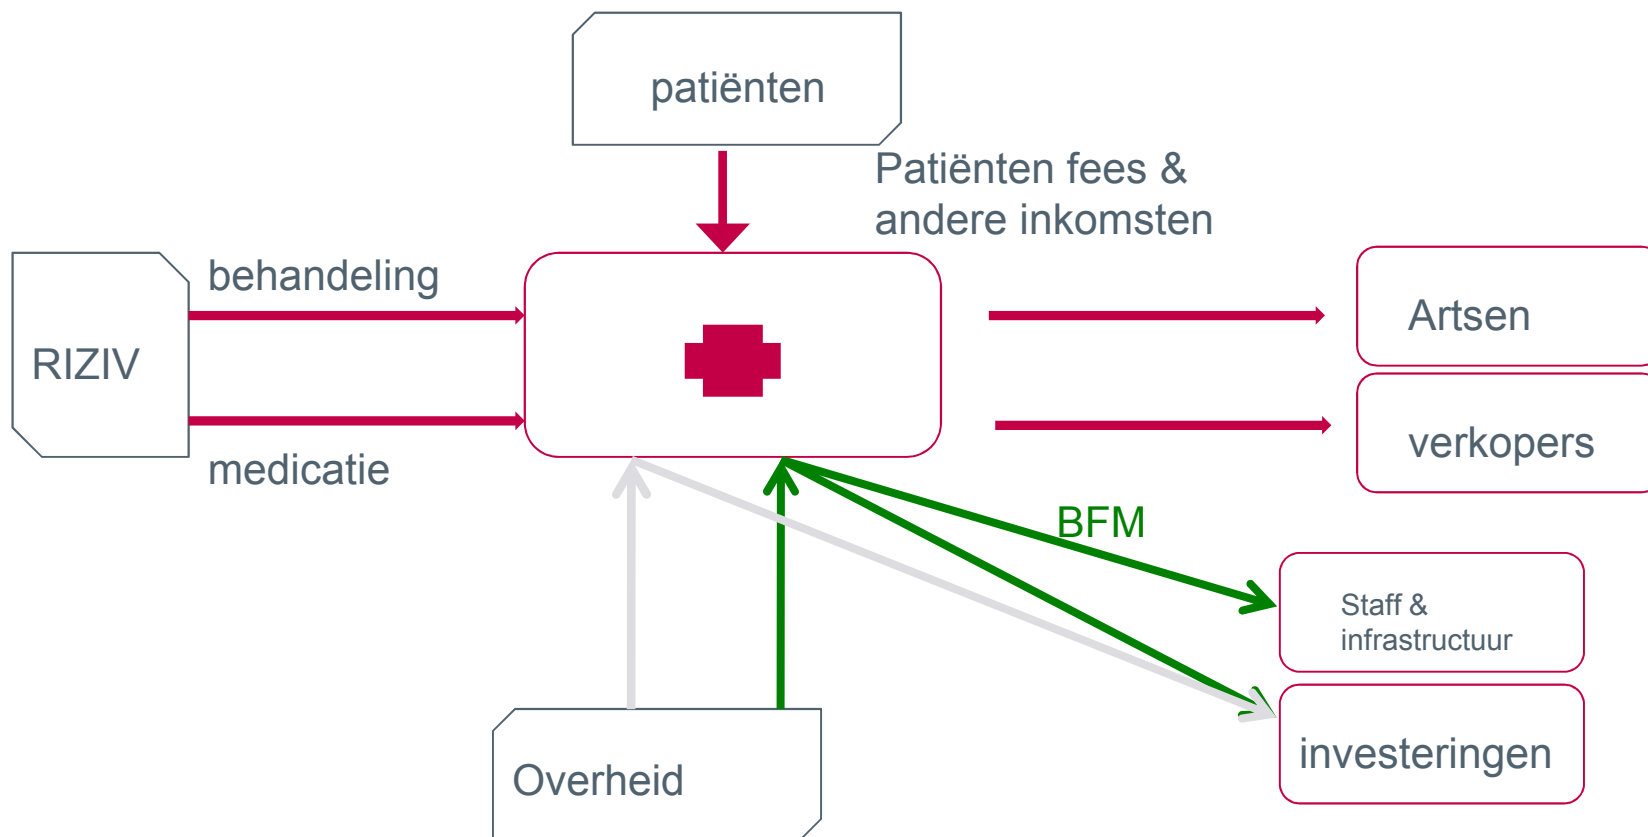 patiënten
Patiënten fees &
andere inkomsten
behandeling
RIZIV
medicatie
Artsen
verkopers
BFM
Staff &
infrastructuur
investeringen
Overheid